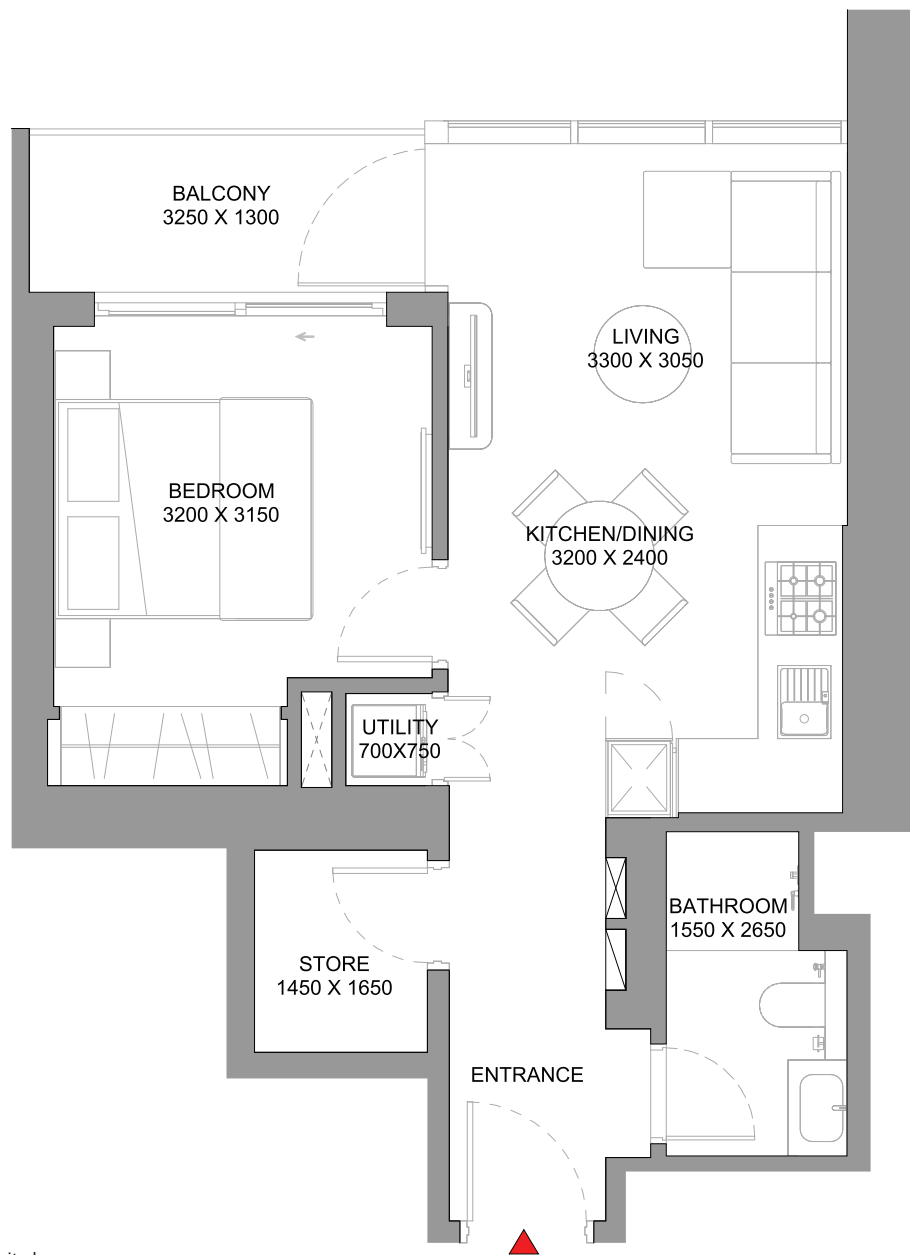 BALCONY
3250 X 1300
LIVING
3300 X 3050
BEDROOM
3200 X 3150
KITCHEN/DINING
3200 X 2400
UTILITY
700X750
BATHROOM
1550 X 2650
STORE
1450 X 1650
ENTRANCE